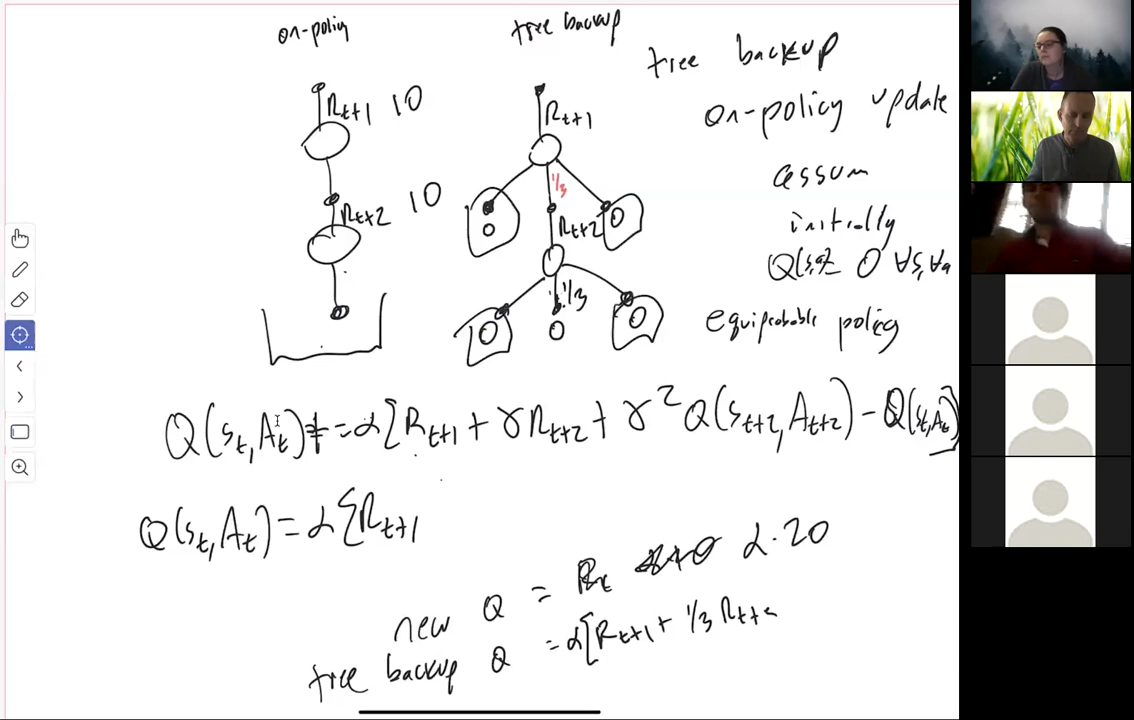 on-policy
tree backup
tree backup
Rt+1 10
Rt+1
on-policy update
assum
1/3
Rt+2 10
0
Rt+2
0
initially
Q(s,a)= 0 ∀s,∀a
1/3
0
0
0
equiprobable policy
Q(St,At)+=α[Rt+1 + γRt+2 + γ²Q(St+2,At+2) - Q(St,At)]
Q(St,At) = α[Rt+1
new Q = α·20
tree backup Q = α[Rt+1 + 1/3 Rt+2